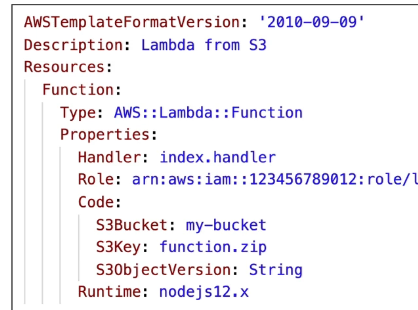 AWSTemplateFormatVersion: '2010-09-09'
Description: Lambda from S3
Resources:
Function:
Type: AWS::Lambda::Function
Properties:
Handler: index.handler
Role: arn:aws:iam::123456789012:role/
Code:
S3Bucket: my-bucket
S3Key: function.zip
S3ObjectVersion: String
Runtime: nodejs12.x